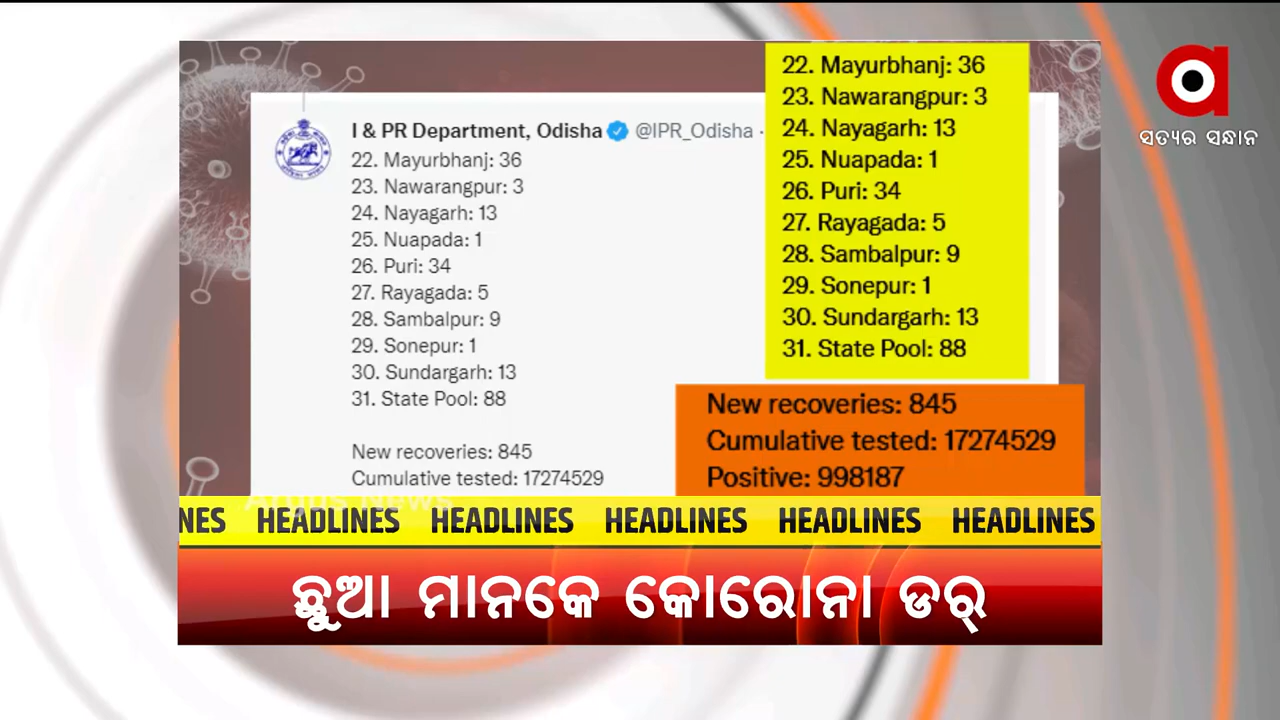 I & PR Department, Odisha @IPR_Odisha ·
22. Mayurbhanj: 36
23. Nawarangpur: 3
24. Nayagarh: 13
25. Nuapada: 1
26. Puri: 34
27. Rayagada: 5
28. Sambalpur: 9
29. Sonepur: 1
30. Sundargarh: 13
31. State Pool: 88
New recoveries: 845
Cumulative tested: 17274529
22. Mayurbhanj: 36
23. Nawarangpur: 3
24. Nayagarh: 13
25. Nuapada: 1
26. Puri: 34
27. Rayagada: 5
28. Sambalpur: 9
29. Sonepur: 1
30. Sundargarh: 13
31. State Pool: 88
New recoveries: 845
Cumulative tested: 17274529
Positive: 998187
a
ସତ୍ୟର ସନ୍ଧାନ
Argus News
NES HEADLINES HEADLINES HEADLINES HEADLINES HEADLINES
ଛୁଆ ମାନକେ କୋରୋନା ଡର୍